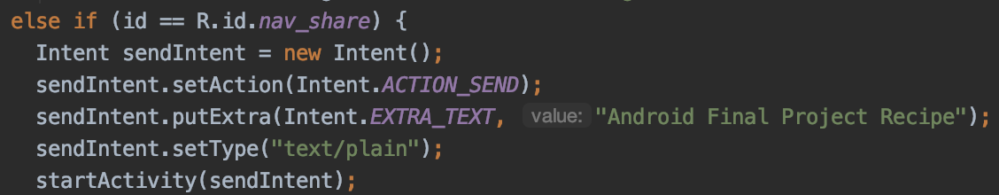 else if (id == R.id.nav_share) {
Intent sendIntent = new Intent();
sendIntent.setAction(Intent.ACTION_SEND);
sendIntent.putExtra(Intent.EXTRA_TEXT, value: "Android Final Project Recipe");
sendIntent.setType("text/plain");
startActivity(sendIntent);